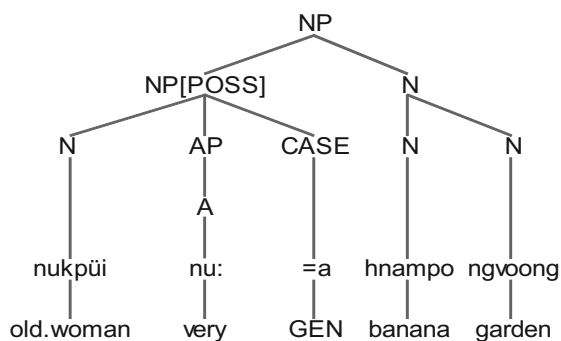 NP
NP[POSS] N
N AP CASE N N
A
nukpüi nu: =a hnampo ngvoong
old.woman very GEN banana garden